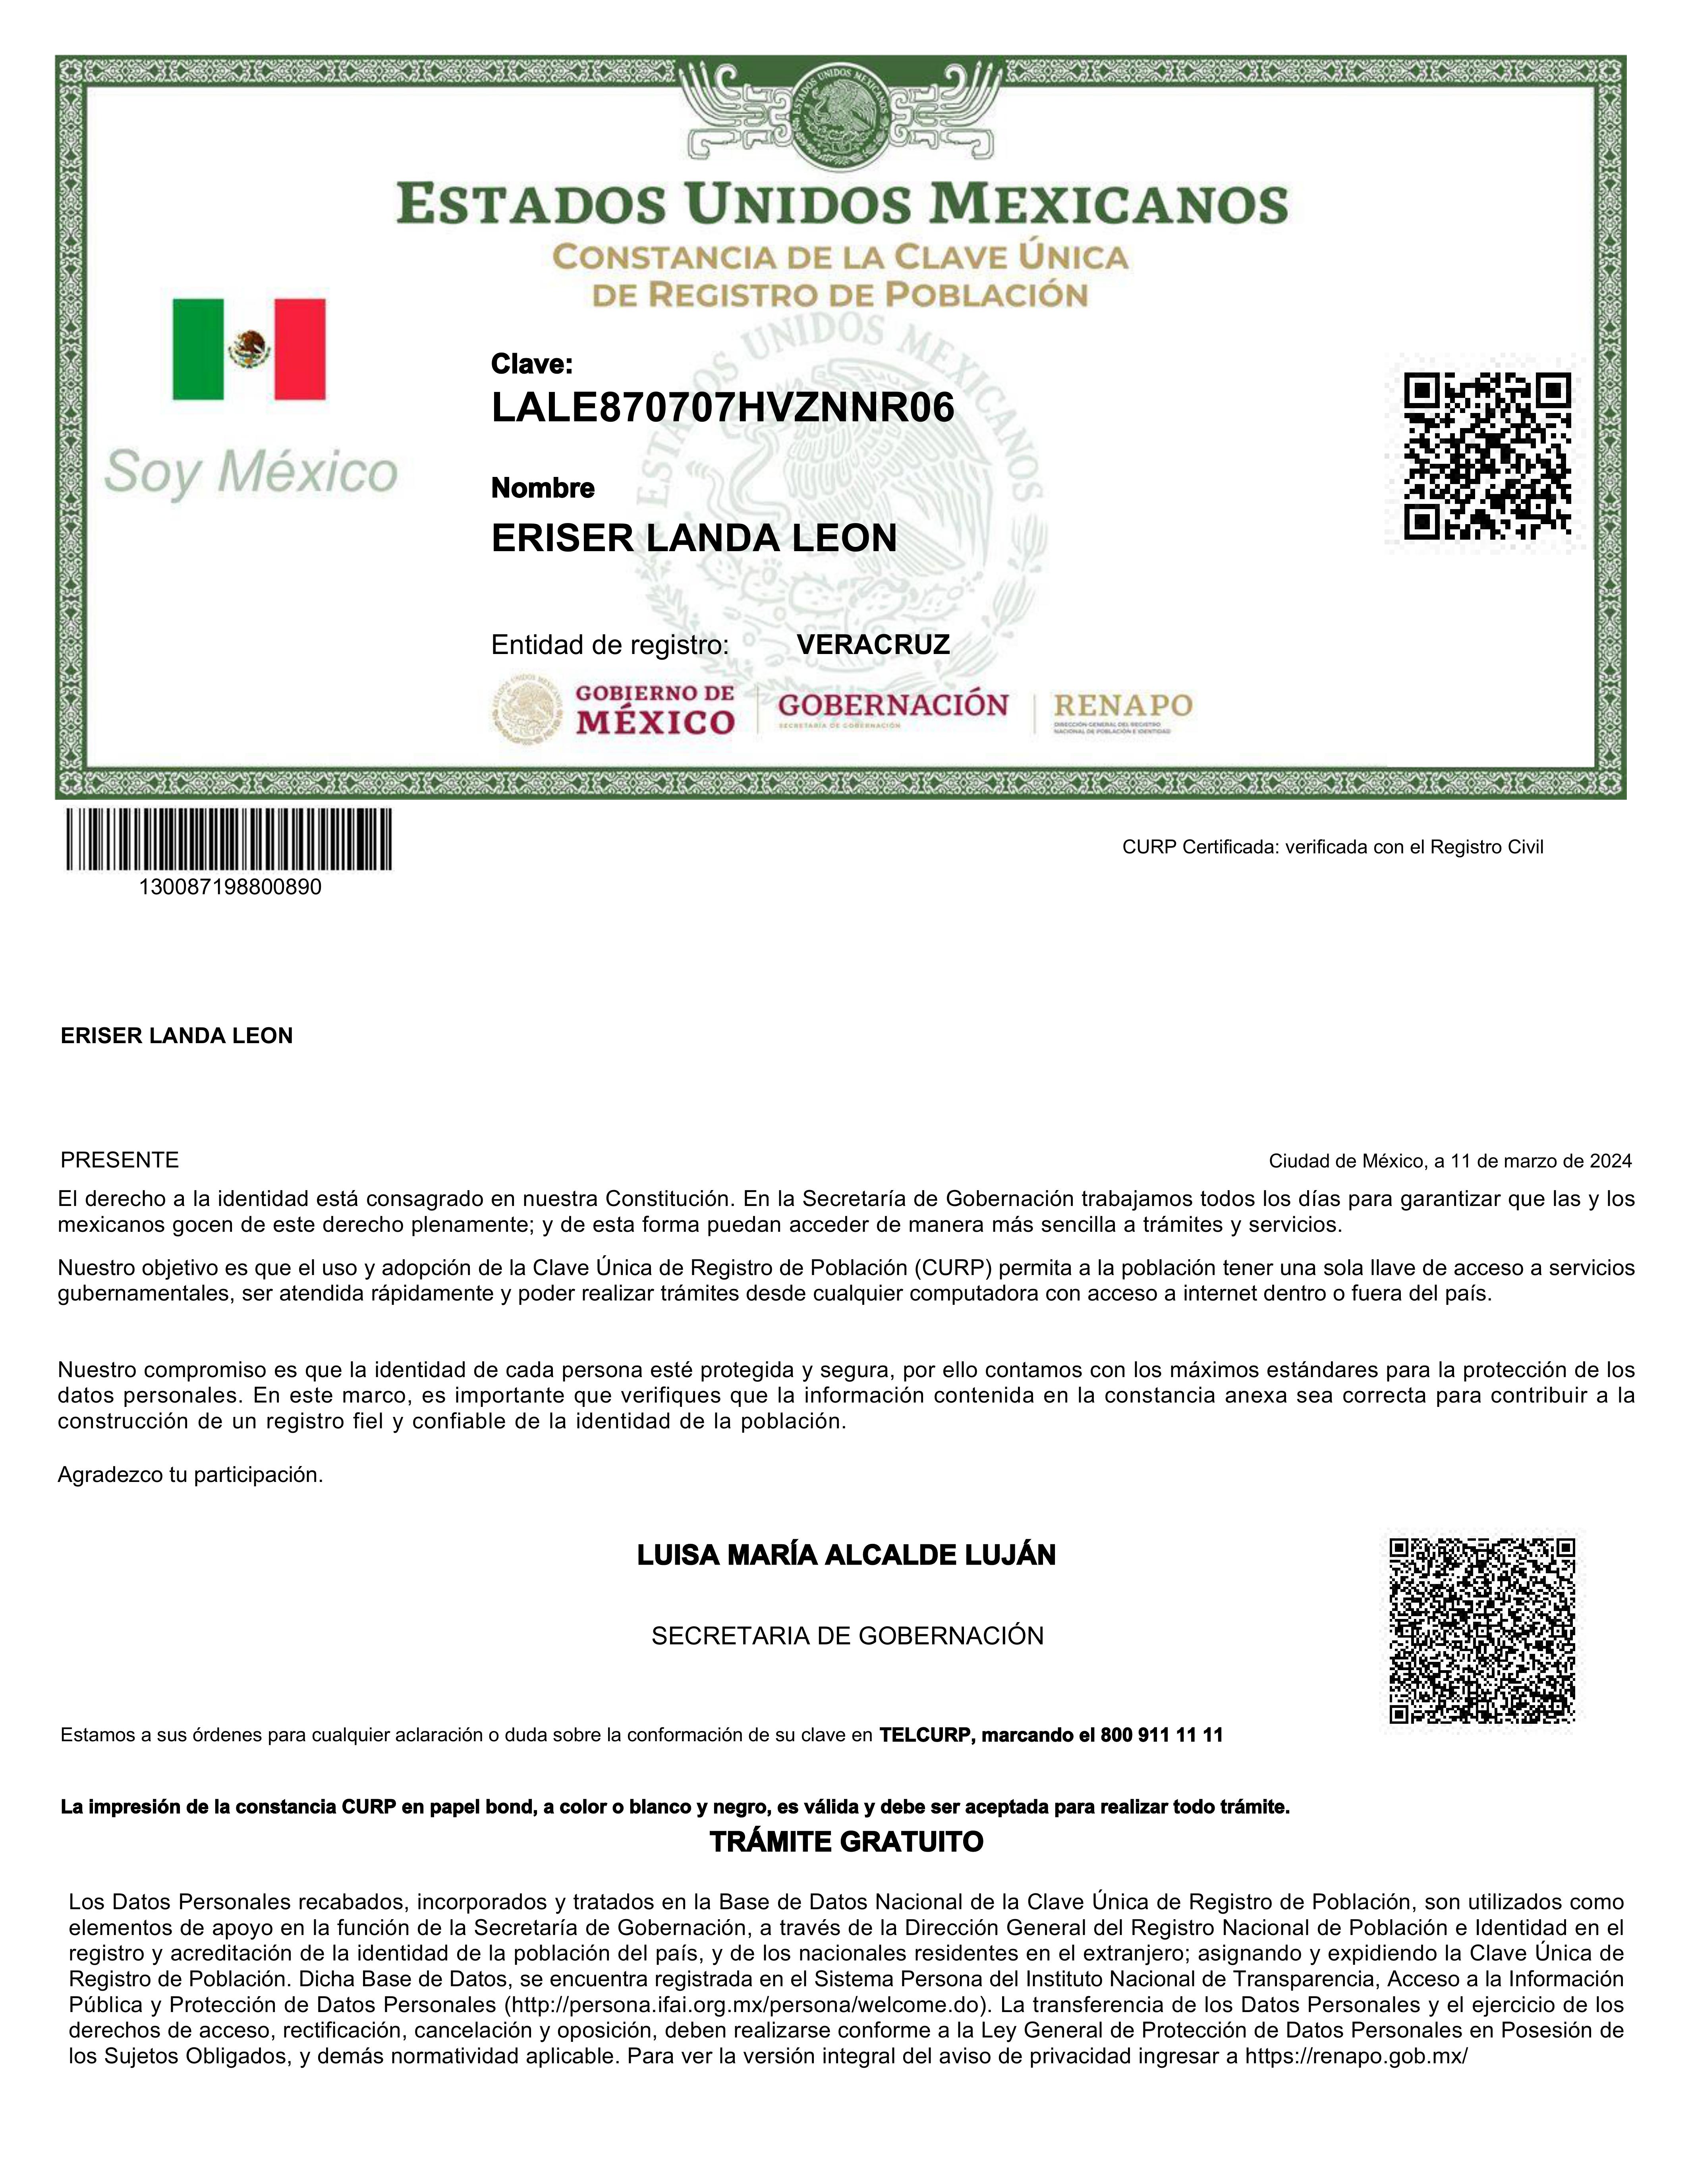 ESTADOS UNIDOS MEXICANOS
CONSTANCIA DE LA CLAVE ÚNICA
DE REGISTRO DE POBLACIÓN
Soy México
Clave:
LALE870707HVZNNR06
Nombre
ERISER LANDA LEON
Entidad de registro: VERACRUZ
GOBIERNO DE
MÉXICO
GOBERNACIÓN
SECRETARÍA DE GOBERNACIÓN
RENAPO
DIRECCIÓN GENERAL DEL REGISTRO
NACIONAL DE POBLACIÓN E IDENTIDAD
130087198800890
CURP Certificada: verificada con el Registro Civil
ERISER LANDA LEON
PRESENTE
Ciudad de México, a 11 de marzo de 2024
El derecho a la identidad está consagrado en nuestra Constitución. En la Secretaría de Gobernación trabajamos todos los días para garantizar que las y los
mexicanos gocen de este derecho plenamente; y de esta forma puedan acceder de manera más sencilla a trámites y servicios.
Nuestro objetivo es que el uso y adopción de la Clave Única de Registro de Población (CURP) permita a la población tener una sola llave de acceso a servicios
gubernamentales, ser atendida rápidamente y poder realizar trámites desde cualquier computadora con acceso a internet dentro o fuera del país.
Nuestro compromiso es que la identidad de cada persona esté protegida y segura, por ello contamos con los máximos estándares para la protección de los
datos personales. En este marco, es importante que verifiques que la información contenida en la constancia anexa sea correcta para contribuir a la
construcción de un registro fiel y confiable de la identidad de la población.
Agradezco tu participación.
LUISA MARÍA ALCALDE LUJÁN
SECRETARIA DE GOBERNACIÓN
Estamos a sus órdenes para cualquier aclaración o duda sobre la conformación de su clave en TELCURP, marcando el 800 911 11 11
La impresión de la constancia CURP en papel bond, a color o blanco y negro, es válida y debe ser aceptada para realizar todo trámite.
TRÁMITE GRATUITO
Los Datos Personales recabados, incorporados y tratados en la Base de Datos Nacional de la Clave Única de Registro de Población, son utilizados como
elementos de apoyo en la función de la Secretaría de Gobernación, a través de la Dirección General del Registro Nacional de Población e Identidad en el
registro y acreditación de la identidad de la población del país, y de los nacionales residentes en el extranjero; asignando y expidiendo la Clave Única de
Registro de Población. Dicha Base de Datos, se encuentra registrada en el Sistema Persona del Instituto Nacional de Transparencia, Acceso a la Información
Pública y Protección de Datos Personales (http://persona.ifai.org.mx/persona/welcome.do). La transferencia de los Datos Personales y el ejercicio de los
derechos de acceso, rectificación, cancelación y oposición, deben realizarse conforme a la Ley General de Protección de Datos Personales en Posesión de
los Sujetos Obligados, y demás normatividad aplicable. Para ver la versión integral del aviso de privacidad ingresar a https://renapo.gob.mx/